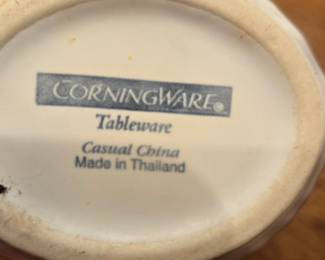 CORNINGWARE®
Tableware
Casual China
Made in Thailand